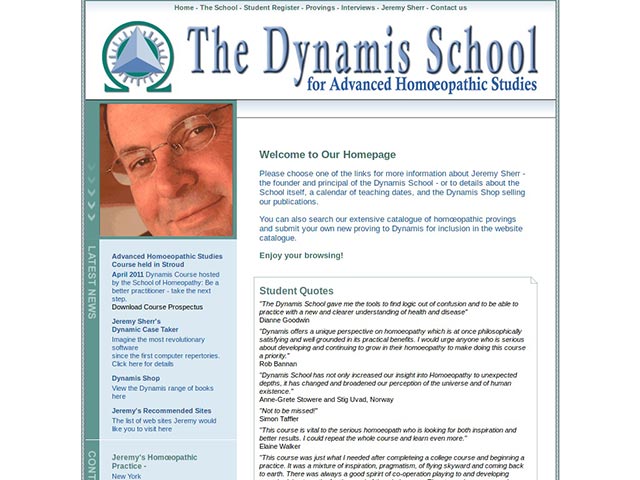 Home - The School - Student Register - Provings - Interviews - Jeremy Sherr - Contact us
The Dynamis School
for Advanced Homœopathic Studies
Welcome to Our Homepage
Please choose one of the links for more information about Jeremy Sherr -
the founder and principal of the Dynamis School - or to details about the
School itself, a calendar of teaching dates, and the Dynamis Shop selling
our publications.
You can also search our extensive catalogue of homœopathic provings
and submit your own new proving to Dynamis for inclusion in the website
catalogue.
Enjoy your browsing!
LATEST NEWS
Advanced Homoeopathic Studies
Course held in Stroud
April 2011 Dynamis Course hosted
by the School of Homeopathy: Be a
better practitioner - take the next
step.
Download Course Prospectus
Jeremy Sherr's
Dynamic Case Taker
Imagine the most revolutionary
software
since the first computer repertories.
Click here for details
Dynamis Shop
View the Dynamis range of books
here
Jeremy's Recommended Sites
The list of web sites Jeremy would
like you to visit here
CONT
Jeremy's Homœopathic
Practice -
New York
Student Quotes
"The Dynamis School gave me the tools to find logic out of confusion and to be able to
practice with a new and clearer understanding of health and disease"
Dianne Goodwin
"Dynamis offers a unique perspective on homoeopathy which is at once philosophically
satisfying and well grounded in its practical benefits. I would urge anyone who is serious
about developing and continuing to grow in their homoeopathy to make doing this course
a priority."
Rob Bannan
"Dynamis School has not only increased our insight into Homoeopathy to unexpected
depths, it has changed and broadened our perception of the universe and of human
existence."
Anne-Grete Stowere and Stig Uvad, Norway
"Not to be missed!"
Simon Taffler
"This course is vital to the serious homoeopath who is looking for both inspiration and
better results. I could repeat the whole course and learn even more."
Elaine Walker
"This course was just what I needed after completeing a college course and beginning a
practice. It was a mixture of inspiration, pragmatism, of flying skyward and coming back
to earth. There was always a good spirit of co-operation playing to and developing